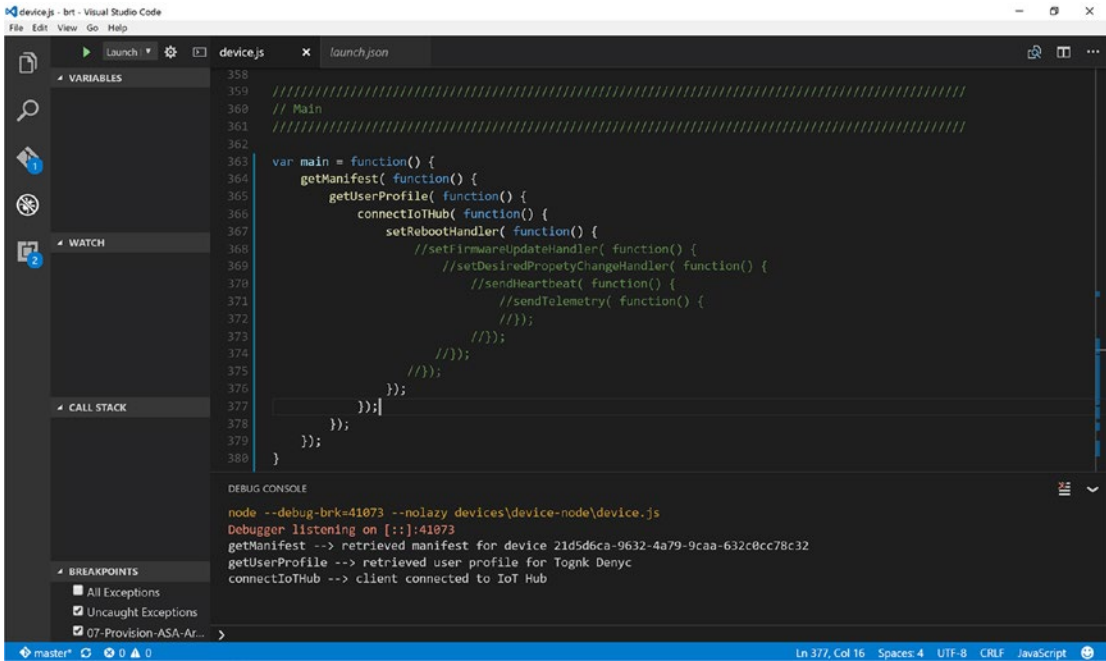 device.js - brt - Visual Studio Code
File Edit View Go Help
Launch
device.js
launch.json
VARIABLES
WATCH
CALL STACK
BREAKPOINTS
All Exceptions
Uncaught Exceptions
07-Provision-ASA-Ar...
1
2
358
359 ////////////////////////////////////////////////////////////////////////////////////////////////////
360 // Main
361 ////////////////////////////////////////////////////////////////////////////////////////////////////
362
363 var main = function() {
364 getManifest( function() {
365 getUserProfile( function() {
366 connectIoTHub( function() {
367 setRebootHandler( function() {
368 //setFirmwareUpdateHandler( function() {
369 //setDesiredPropetyChangeHandler( function() {
370 //sendHeartbeat( function() {
371 //sendTelemetry( function() {
372 //});
373 //});
374 //});
375 //});
376 });
377 });
378 });
379 });
380 }
DEBUG CONSOLE
node --debug-brk=41073 --nolazy devices\device-node\device.js
Debugger listening on [::]:41073
getManifest --> retrieved manifest for device 21d5d6ca-9632-4a79-9caa-632c0cc78c32
getUserProfile --> retrieved user profile for Tognk Denyc
connectIoTHub --> client connected to IoT Hub
master* 0 0 Ln 377, Col 16 Spaces: 4 UTF-8 CRLF JavaScript